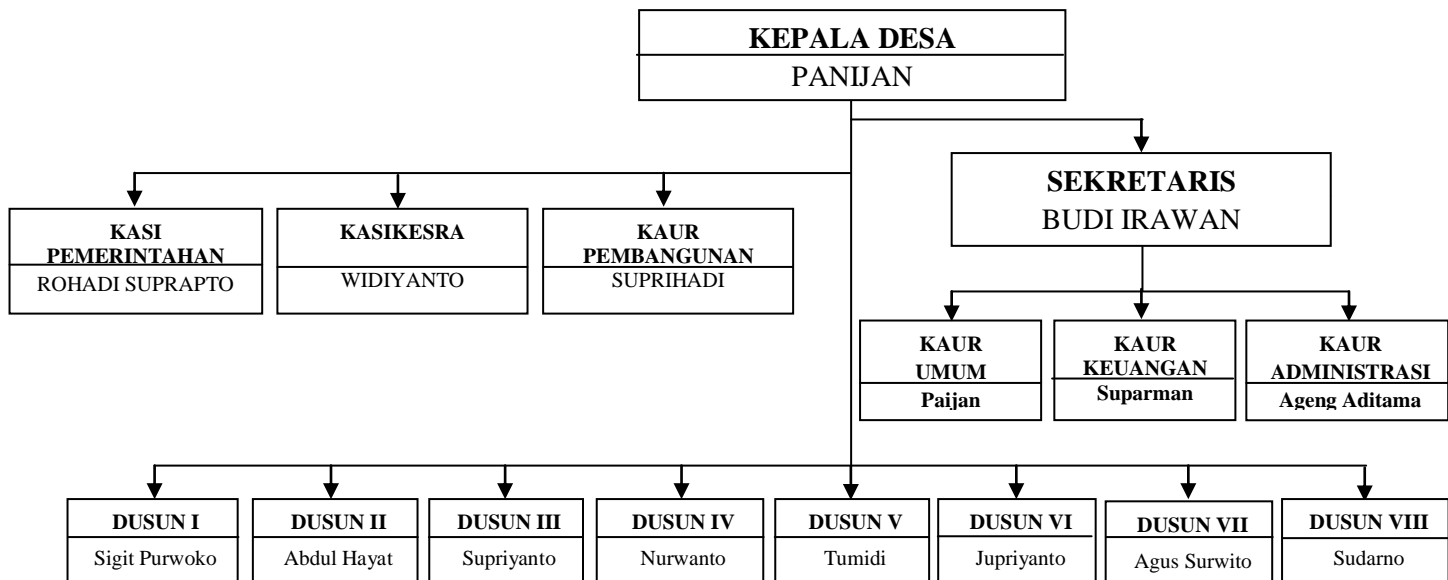 KEPALA DESA
PANIJAN
SEKRETARIS
BUDI IRAWAN
KASI
PEMERINTAHAN
ROHADI SUPRAPTO
KASIKESRA
WIDIYANTO
KAUR
PEMBANGUNAN
SUPRIHADI
KAUR
UMUM
Paijan
KAUR
KEUANGAN
Suparman
KAUR
ADMINISTRASI
Ageng Aditama
DUSUN I
Sigit Purwoko
DUSUN II
Abdul Hayat
DUSUN III
Supriyanto
DUSUN IV
Nurwanto
DUSUN V
Tumidi
DUSUN VI
Jupriyanto
DUSUN VII
Agus Surwito
DUSUN VIII
Sudarno